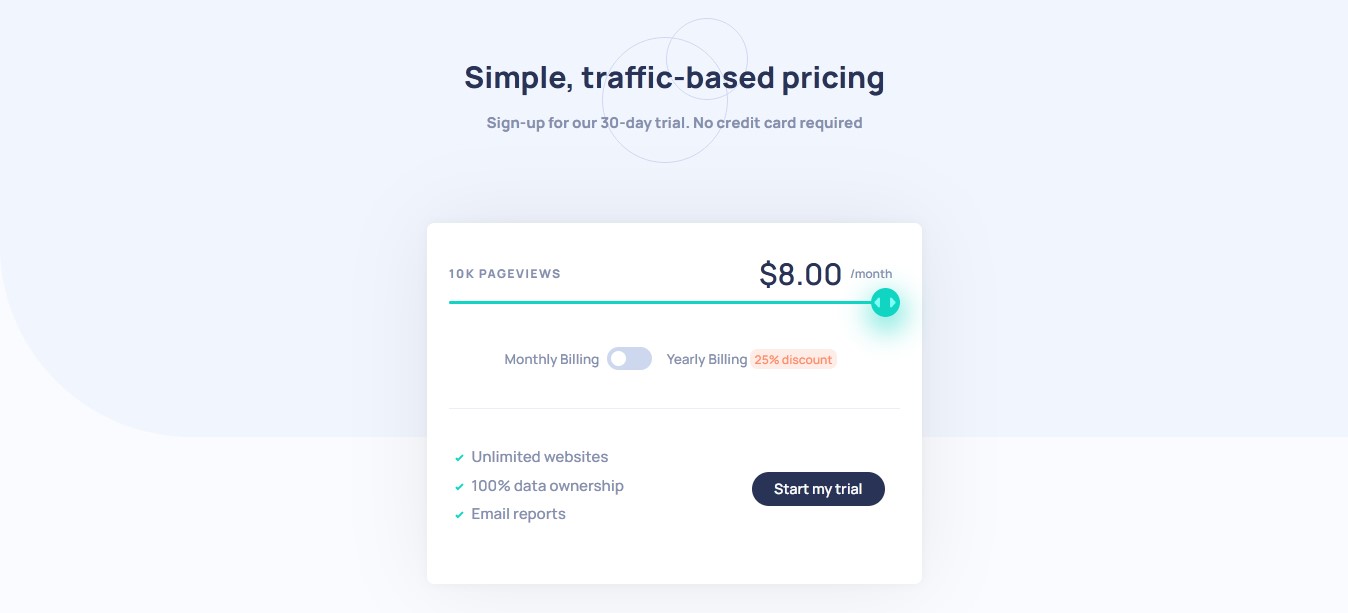 Simple, traffic-based pricing
Sign-up for our 30-day trial. No credit card required
10K PAGEVIEWS
$8.00 /month
Monthly Billing
Yearly Billing 25% discount
Unlimited websites
100% data ownership
Email reports
Start my trial